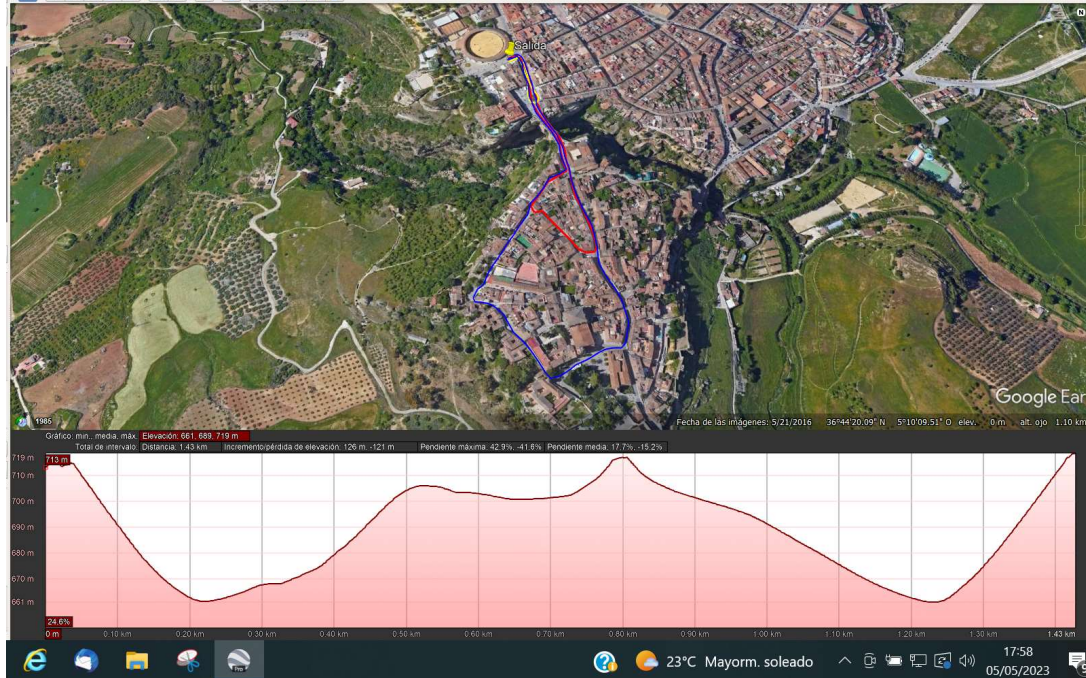 N
Salida
Google Ear
1985
Fecha de las imágenes: 5/21/2016 36º44'20.09" N 5º10'09.51" O elev. 0 m alt. ojo 1.10 km
Gráfico: mín., media, máx. Elevación: 661, 689, 719 m
Total de intervalo: Distancia: 1.43 km Incremento/pérdida de elevación: 126 m, -121 m Pendiente máxima: 42.9%, -41.6% Pendiente media: 17.7%, -15.2%
719 m
713 m
710 m
700 m
690 m
680 m
670 m
661 m
24.6%
0 m 0.10 km 0.20 km 0.30 km 0.40 km 0.50 km 0.60 km 0.70 km 0.80 km 0.90 km 1.00 km 1.10 km 1.20 km 1.30 km 1.43 km
Pro
23°C Mayorm. soleado
17:58
05/05/2023